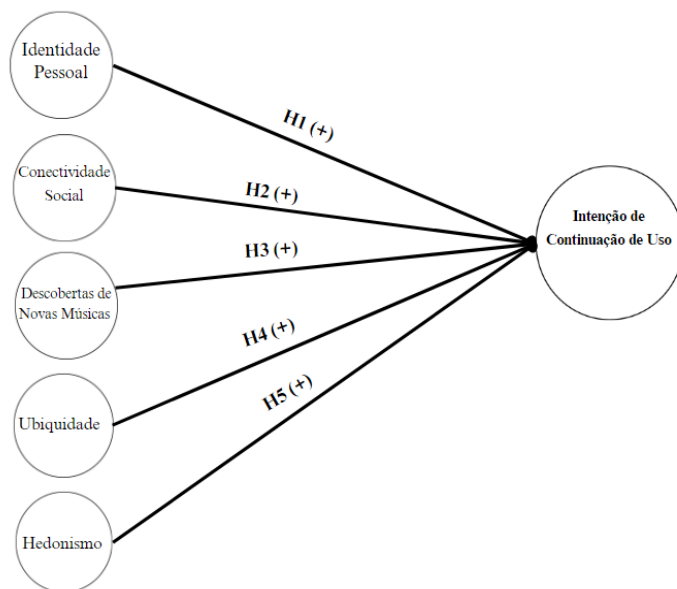 Identidade
Pessoal
H1 (+)
Conectividade
Social
H2 (+)
Intenção de
Continuação de Uso
H3 (+)
Descobertas de
Novas Músicas
H4 (+)
H5 (+)
Ubiquidade
Hedonismo